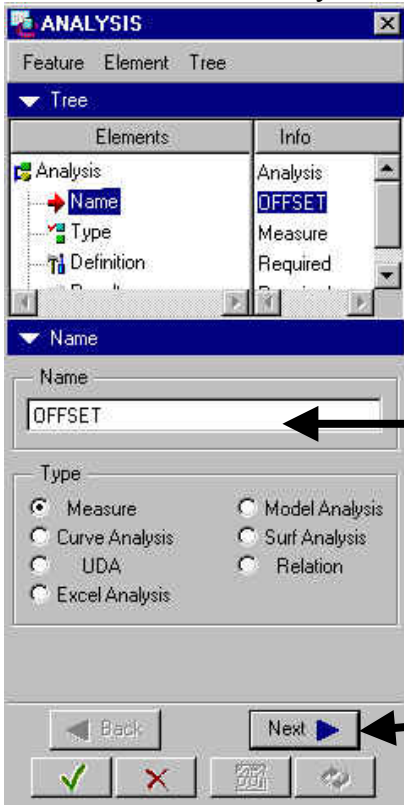 ANALYSIS
Feature Element Tree
Tree
Elements Info
Analysis Analysis
Name OFFSET
Type Measure
Definition Required
Name
Name
OFFSET
Type
Measure Model Analysis
Curve Analysis Surf Analysis
UDA Relation
Excel Analysis
Back Next